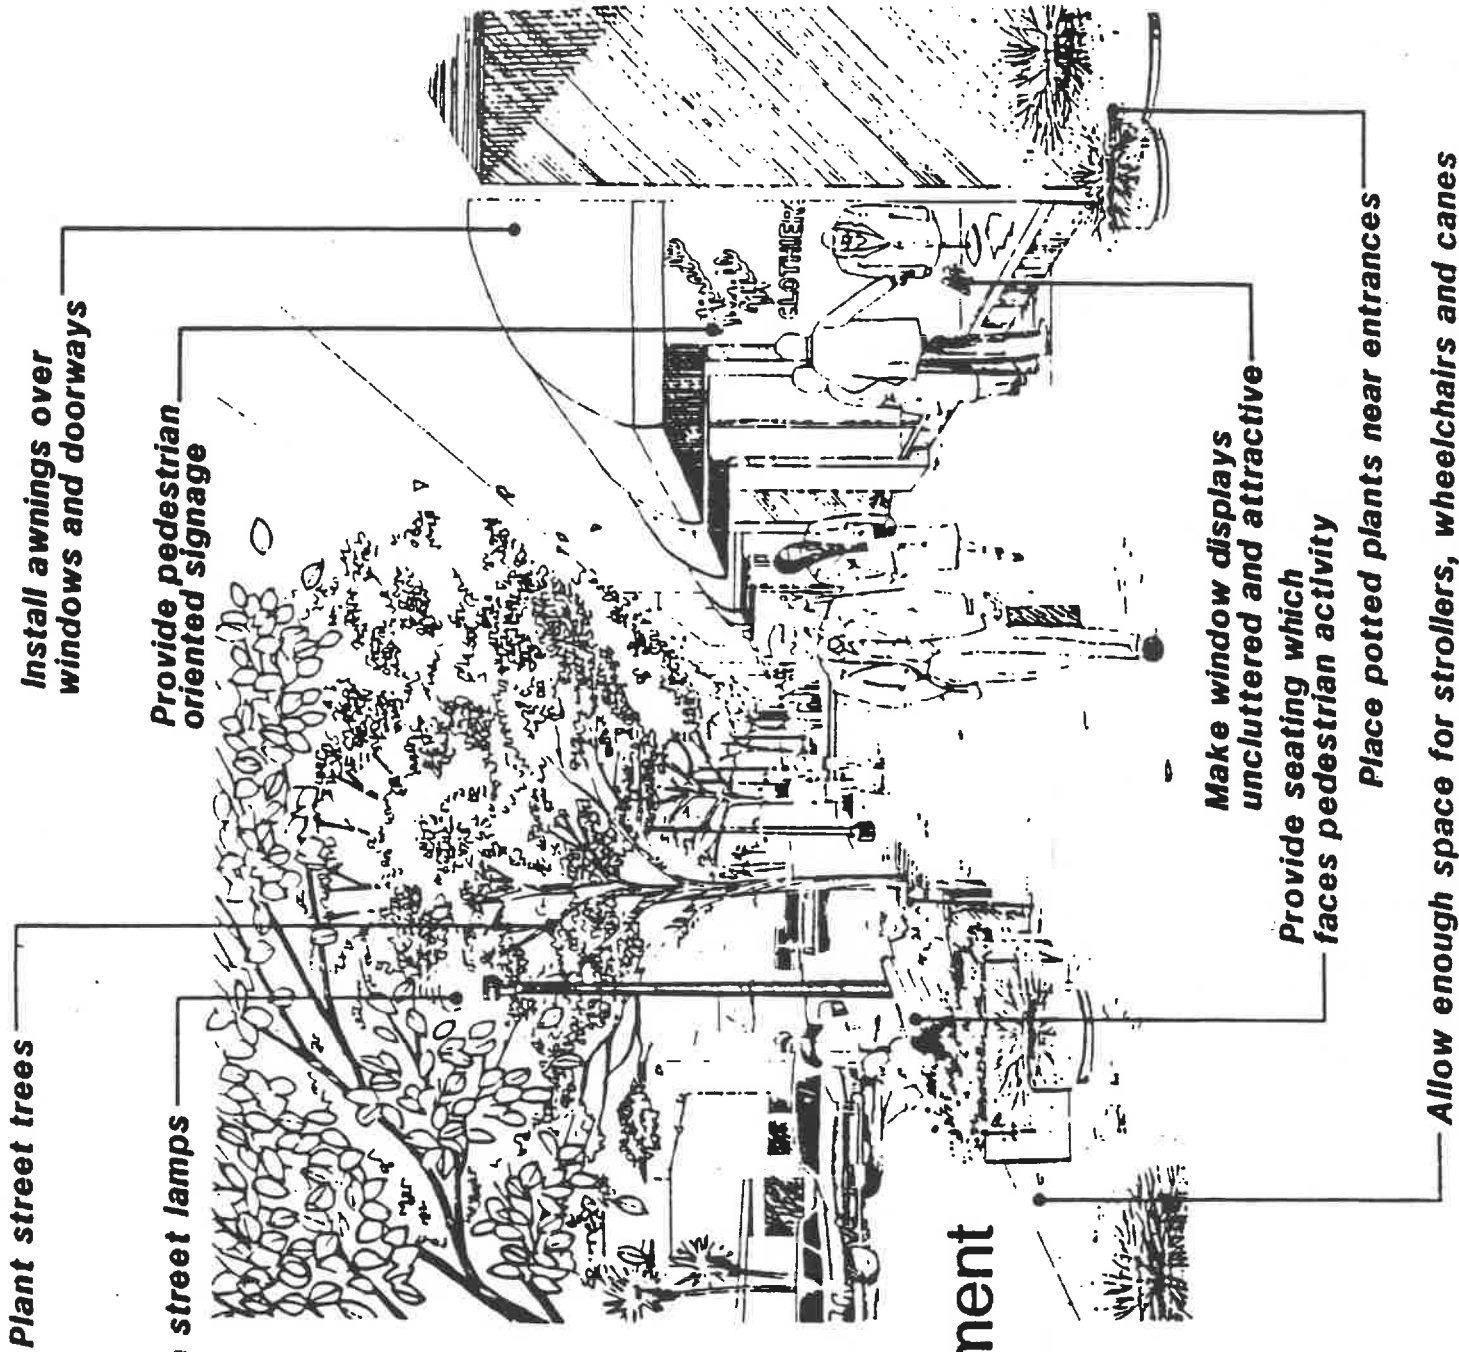 Plant street trees
street lamps
Install awnings over
windows and doorways
Provide pedestrian
oriented signage
CLOTHIER
Make window displays
uncluttered and attractive
Provide seating which
faces pedestrian activity
Place potted plants near entrances
Allow enough space for strollers, wheelchairs and canes